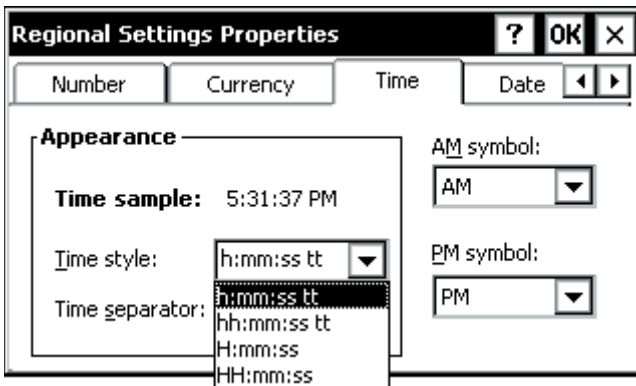 Regional Settings Properties ? OK ×
Number Currency Time Date
Appearance
Time sample: 5:31:37 PM
Time style: h:mm:ss tt
Time separator:
h:mm:ss tt
hh:mm:ss tt
H:mm:ss
HH:mm:ss
AM symbol:
AM
PM symbol:
PM